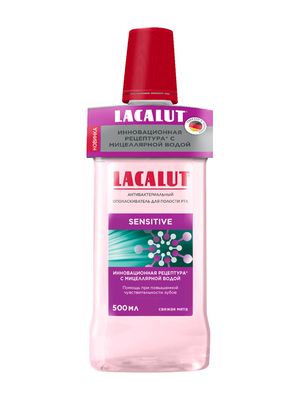 LACALUT
НОВИНКА
ИННОВАЦИОННАЯ
РЕЦЕПТУРА* С
МИЦЕЛЛЯРНОЙ ВОДОЙ
LACALUT
АНТИБАКТЕРИАЛЬНЫЙ
ОПОЛАСКИВАТЕЛЬ ДЛЯ ПОЛОСТИ РТА
SENSITIVE
ИННОВАЦИОННАЯ РЕЦЕПТУРА*
С МИЦЕЛЛЯРНОЙ ВОДОЙ
Помощь при повышенной
чувствительности зубов
500 МЛ
свежая мята